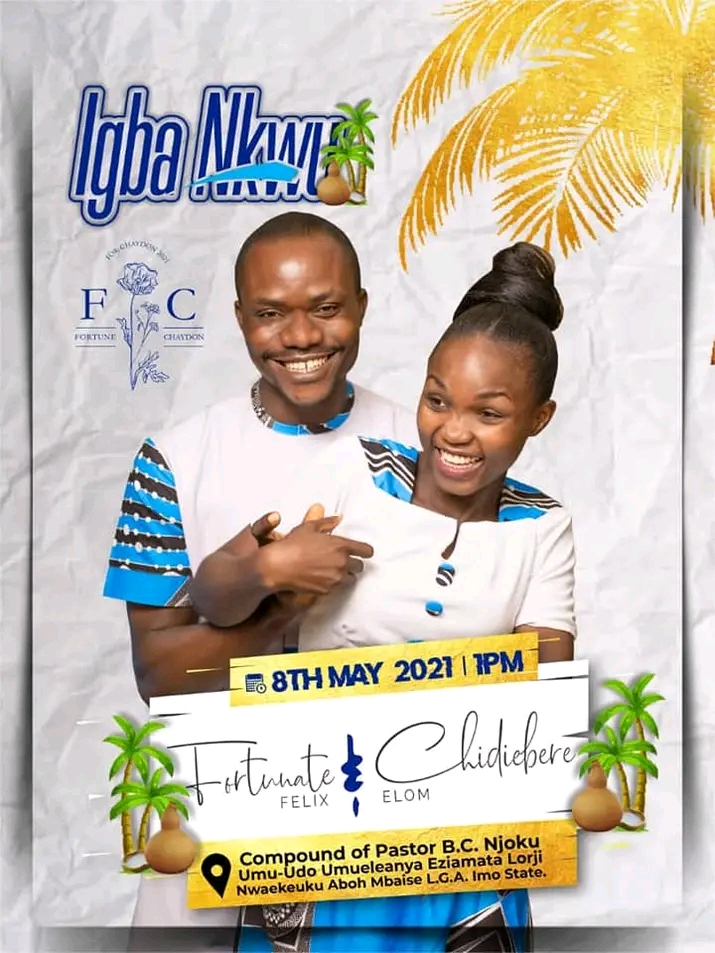 Igba Nkwu
FOR CHAYDON 2021
F C
FORTUNE CHAYDON
8TH MAY 2021 | 1PM
Fortunate & Chidiebere
FELIX ELOM
Compound of Pastor B.C. Njoku
Umu-Udo Umueleanya Eziamata Lorji
Nwaekeuku Aboh Mbaise L.G.A. Imo State.